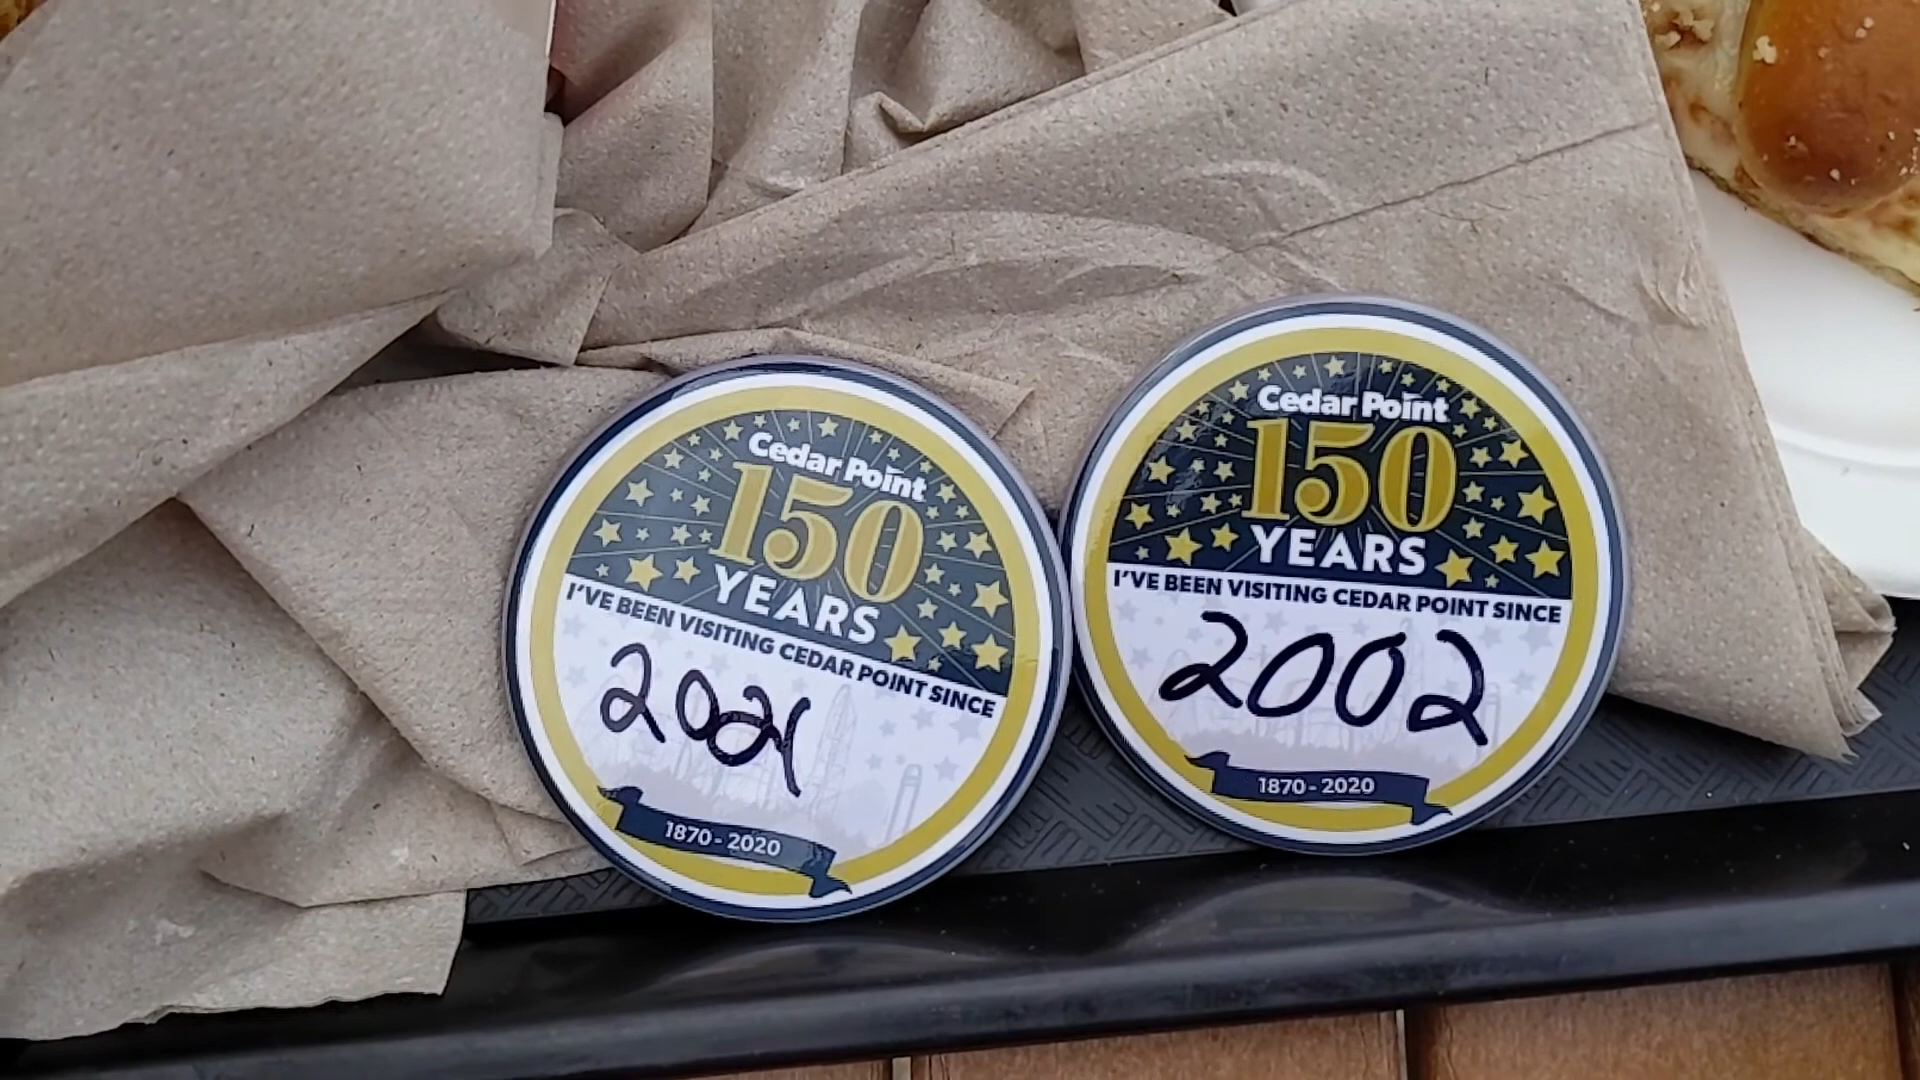 Cedar Point
150
YEARS
I'VE BEEN VISITING CEDAR POINT SINCE
2021
1870 - 2020
Cedar Point
150
YEARS
I'VE BEEN VISITING CEDAR POINT SINCE
2002
1870 - 2020